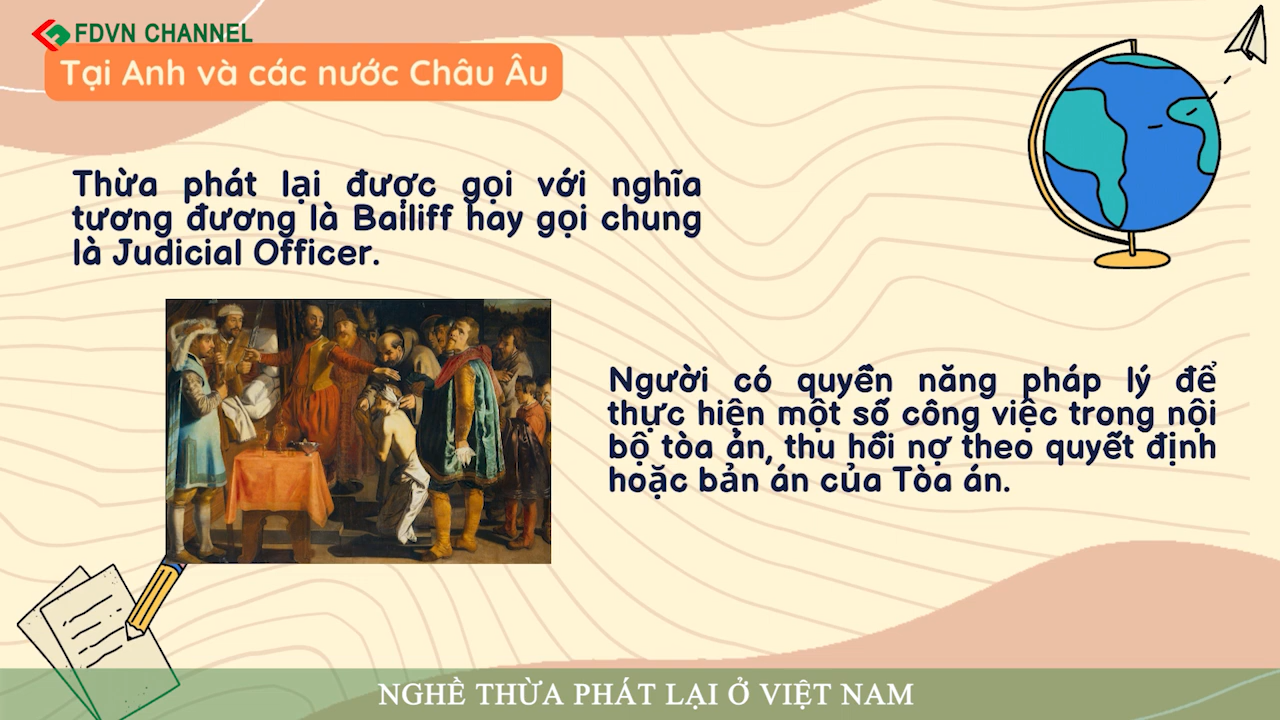 FDVN CHANNEL
Tại Anh và các nước Châu Âu
Thừa phát lại được gọi với nghĩa
tương đương là Bailiff hay gọi chung
là Judicial Officer.
Người có quyền năng pháp lý để
thực hiện một số công việc trong nội
bộ tòa án, thu hồi nợ theo quyết định
hoặc bản án của Tòa án.
NGHỀ THỪA PHÁT LẠI Ở VIỆT NAM